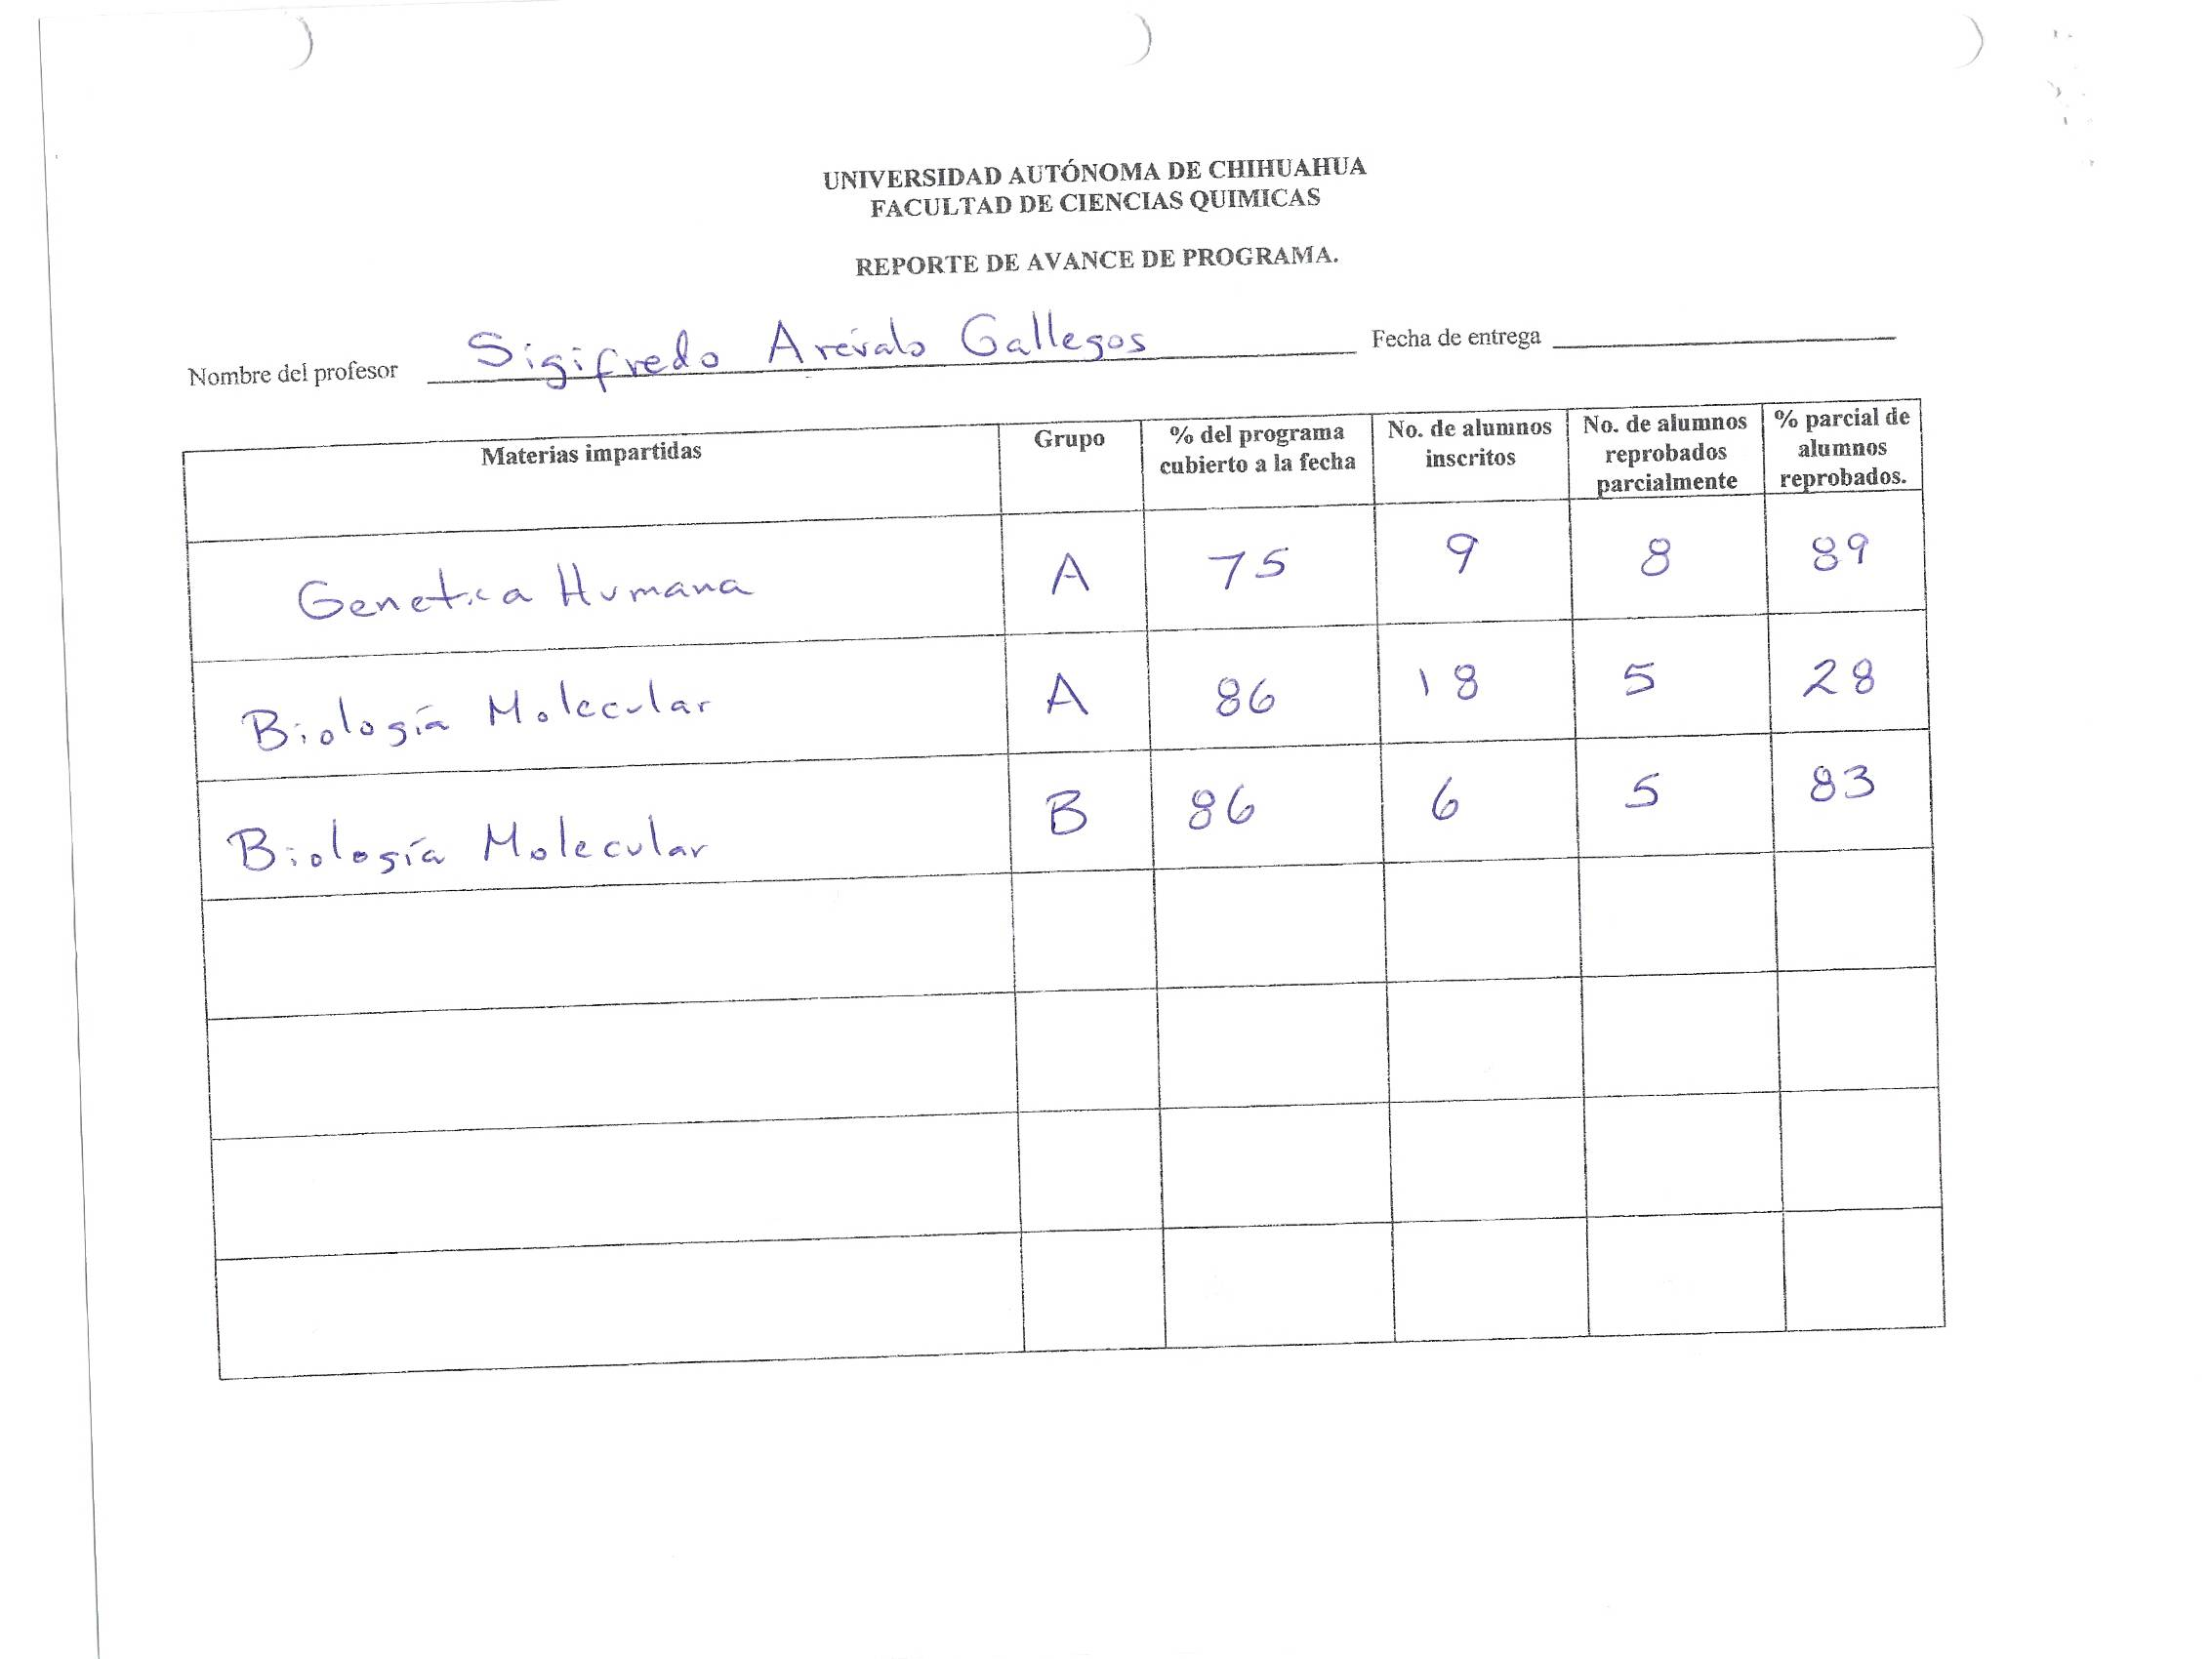 UNIVERSIDAD AUTÓNOMA DE CHIHUAHUA
FACULTAD DE CIENCIAS QUIMICAS
REPORTE DE AVANCE DE PROGRAMA.
Nombre del profesor Sigifredo Arévalo Gallegos Fecha de entrega
Materias impartidas Grupo % del programa cubierto a la fecha No. de alumnos inscritos No. de alumnos reprobados parcialmente % parcial de alumnos reprobados.
Genetica Humana A 75 9 8 89
Biología Molecular A 86 18 5 28
Biología Molecular B 86 6 5 83